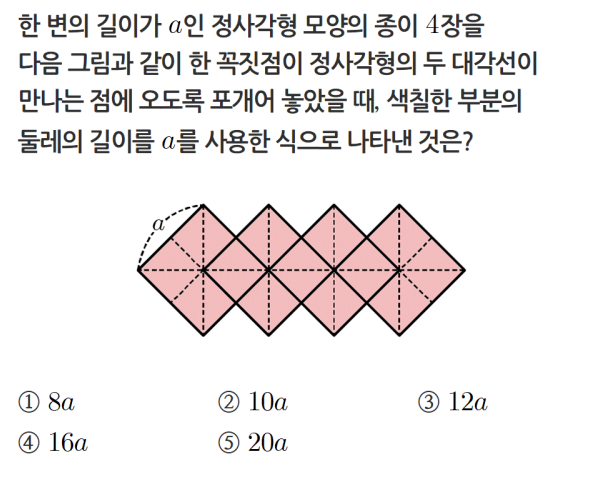 한 변의 길이가 a인 정사각형 모양의 종이 4장을
다음 그림과 같이 한 꼭짓점이 정사각형의 두 대각선이
만나는 점에 오도록 포개어 놓았을 때, 색칠한 부분의
둘레의 길이를 a를 사용한 식으로 나타낸 것은?
a
① 8a ② 10a ③ 12a
④ 16a ⑤ 20a